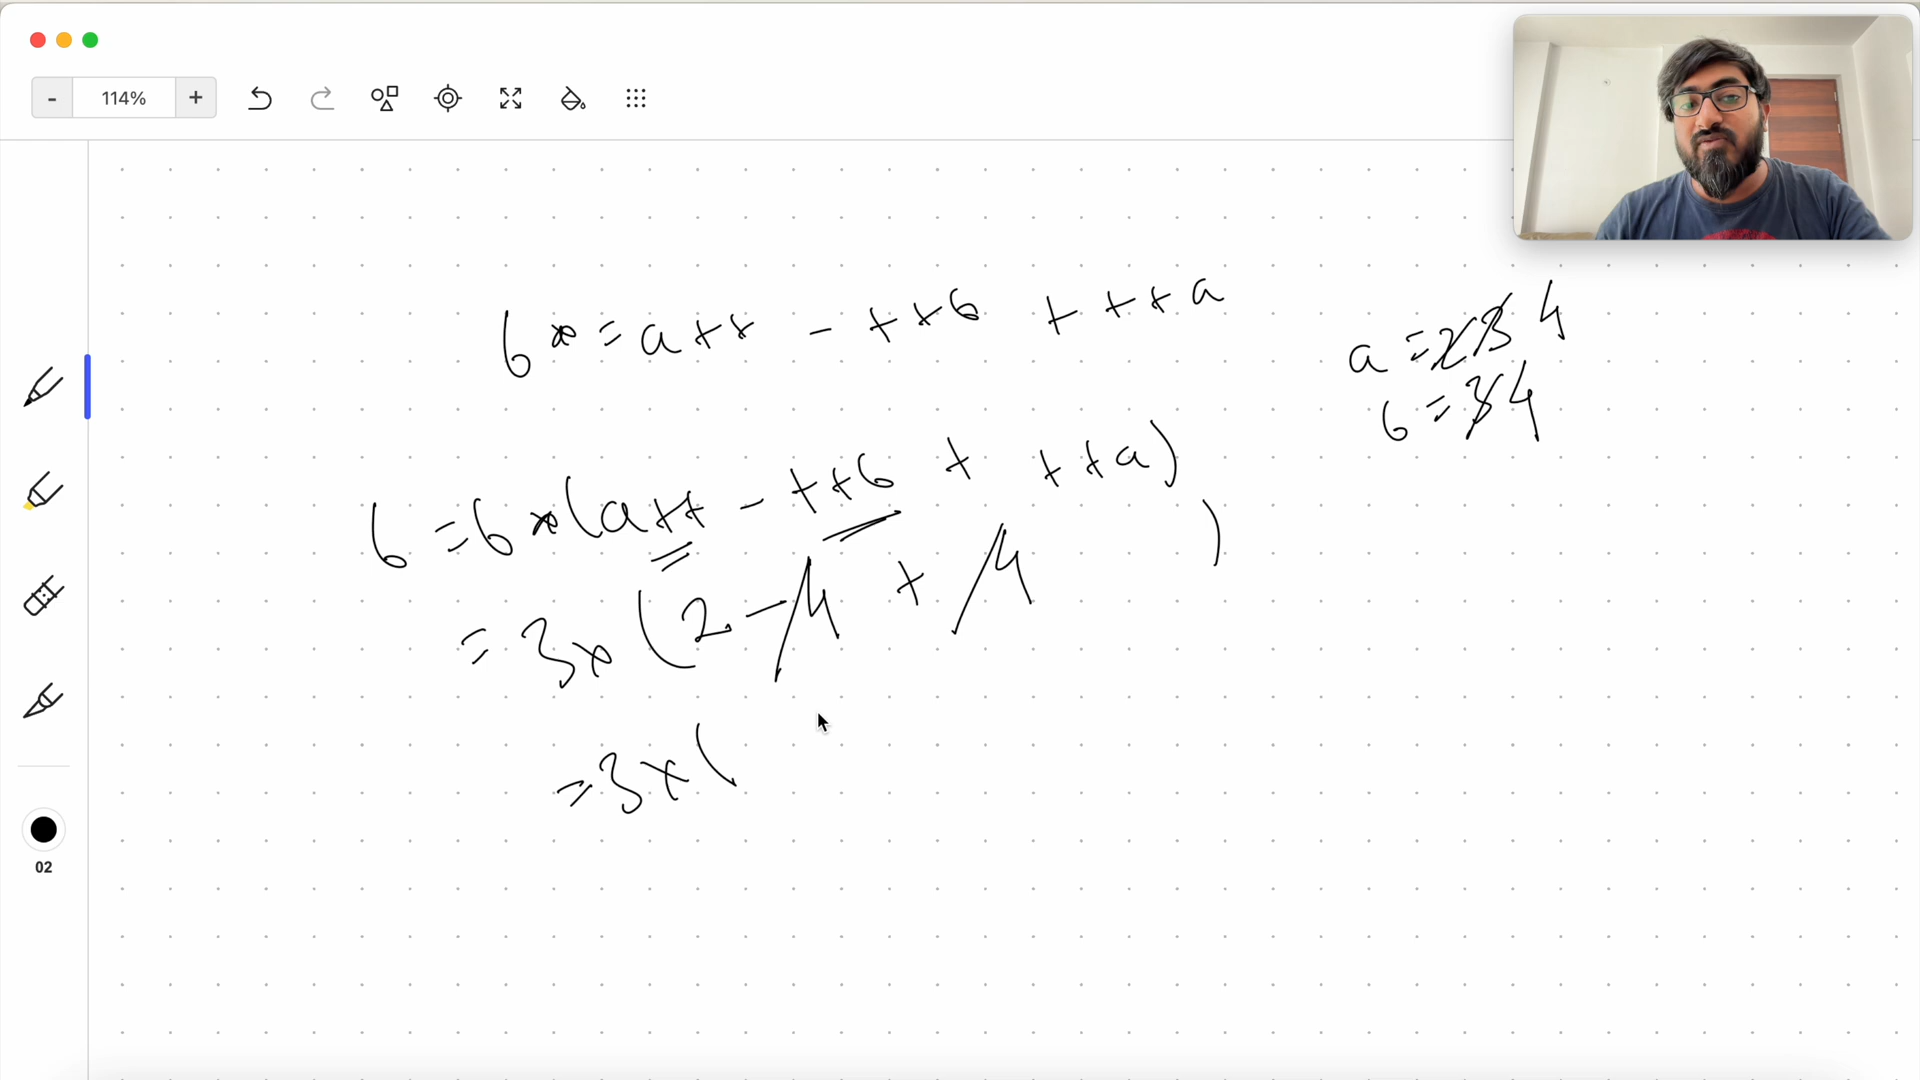 114%
b *= a++ - ++b + ++a
a = 2 3 4
b = 3 4
b = b * (a++ - ++b + ++a)
= 3 * (2 - 4 + 4 )
= 3 * (
02